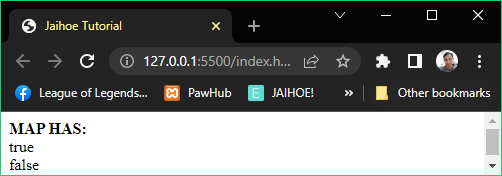 Jaihoe Tutorial
127.0.0.1:5500/index.h...
League of Legends... PawHub JAIHOE! Other bookmarks
MAP HAS:
true
false